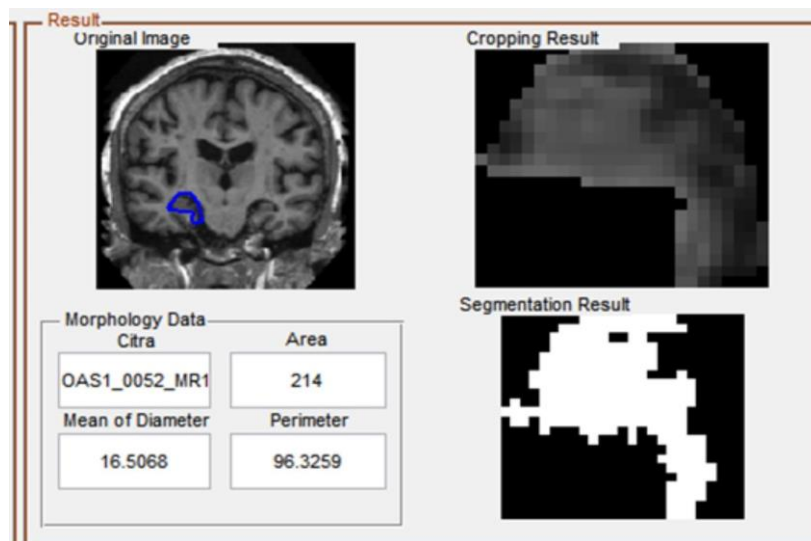 Result
Original Image
Cropping Result
Segmentation Result
Morphology Data
Citra
Area
OAS1_0052_MR1
214
Mean of Diameter
Perimeter
16.5068
96.3259